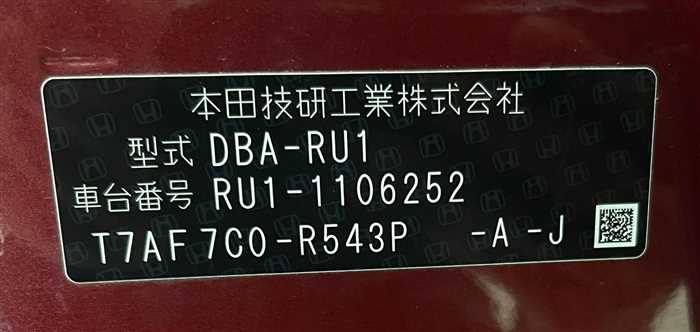 本田技研工業株式会社
型式 DBA-RU1
車台番号 RU1-1106252
T7AF7C0-R543P -A-J